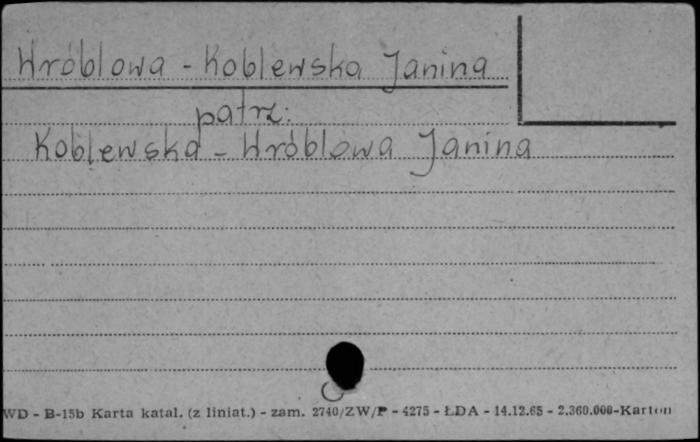 Wróblowa - Koblewska Janina
patrz:
Koblewska - Wróblowa Janina
WD - B-15b Karta katal. (z liniat.) - zam. 2740/ZW/P - 4275 - ŁDA - 14.12.65 - 2.360.000-Karton